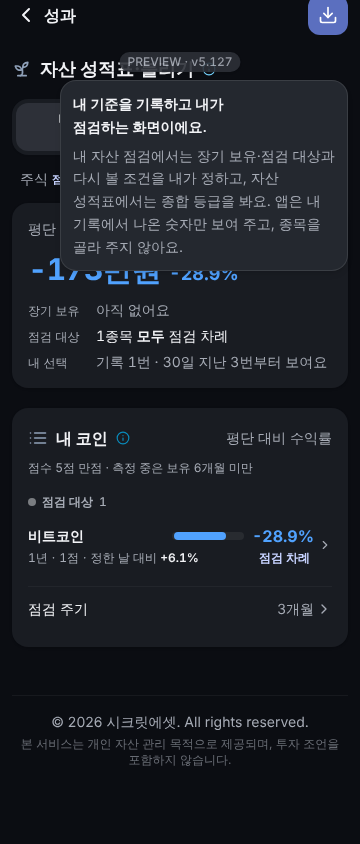 성과
PREVIEW · v5.127
자산 성적표
내 기준을 기록하고 내가
점검하는 화면이에요.
내 자산 점검에서는 장기 보유·점검 대상과
다시 볼 조건을 내가 정하고, 자산
성적표에서는 종합 등급을 봐요. 앱은 내
기록에서 나온 숫자만 보여 주고, 종목을
골라 주지 않아요.
주식
평단
-173만원 -28.9%
장기 보유 아직 없어요
점검 대상 1종목 모두 점검 차례
내 선택 기록 1번 · 30일 지난 3번부터 보여요
내 코인 평단 대비 수익률
점수 5점 만점 · 측정 중은 보유 6개월 미만
점검 대상 1
비트코인 -28.9%
1년 · 1점 · 정한 날 대비 +6.1% 점검 차례
점검 주기 3개월
© 2026 시크릿에셋. All rights reserved.
본 서비스는 개인 자산 관리 목적으로 제공되며, 투자 조언을
포함하지 않습니다.